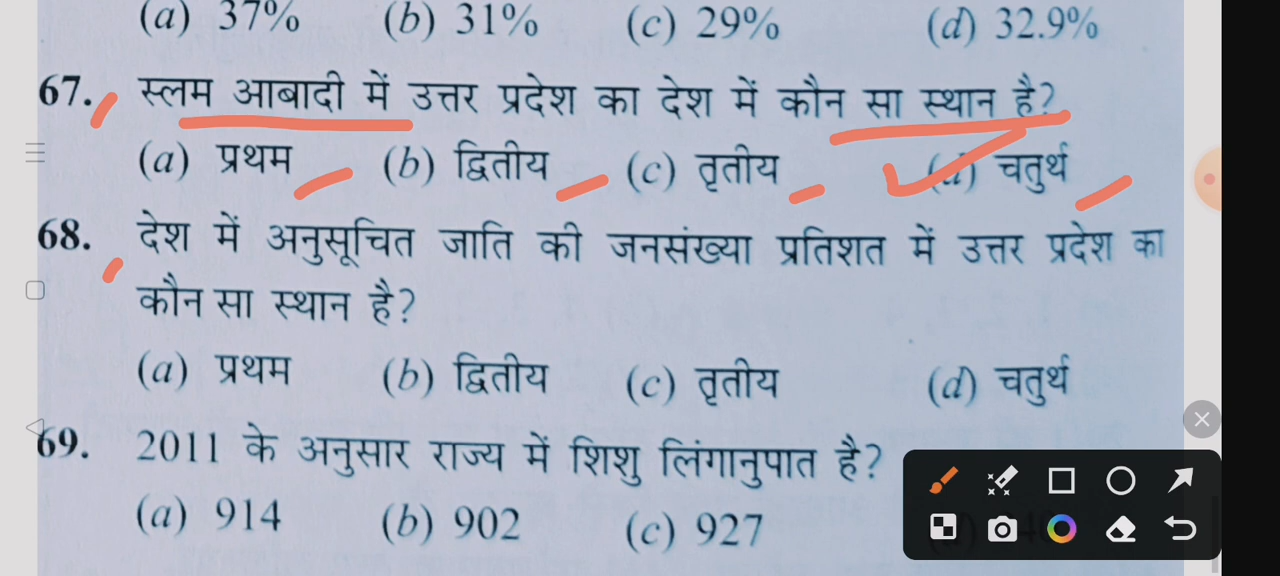 (a) 37% (b) 31% (c) 29% (d) 32.9%
67. स्लम आबादी में उत्तर प्रदेश का देश में कौन सा स्थान है?
(a) प्रथम (b) द्वितीय (c) तृतीय (d) चतुर्थ
68. देश में अनुसूचित जाति की जनसंख्या प्रतिशत में उत्तर प्रदेश का
कौन सा स्थान है?
(a) प्रथम (b) द्वितीय (c) तृतीय (d) चतुर्थ
69. 2011 के अनुसार राज्य में शिशु लिंगानुपात है?
(a) 914 (b) 902 (c) 927